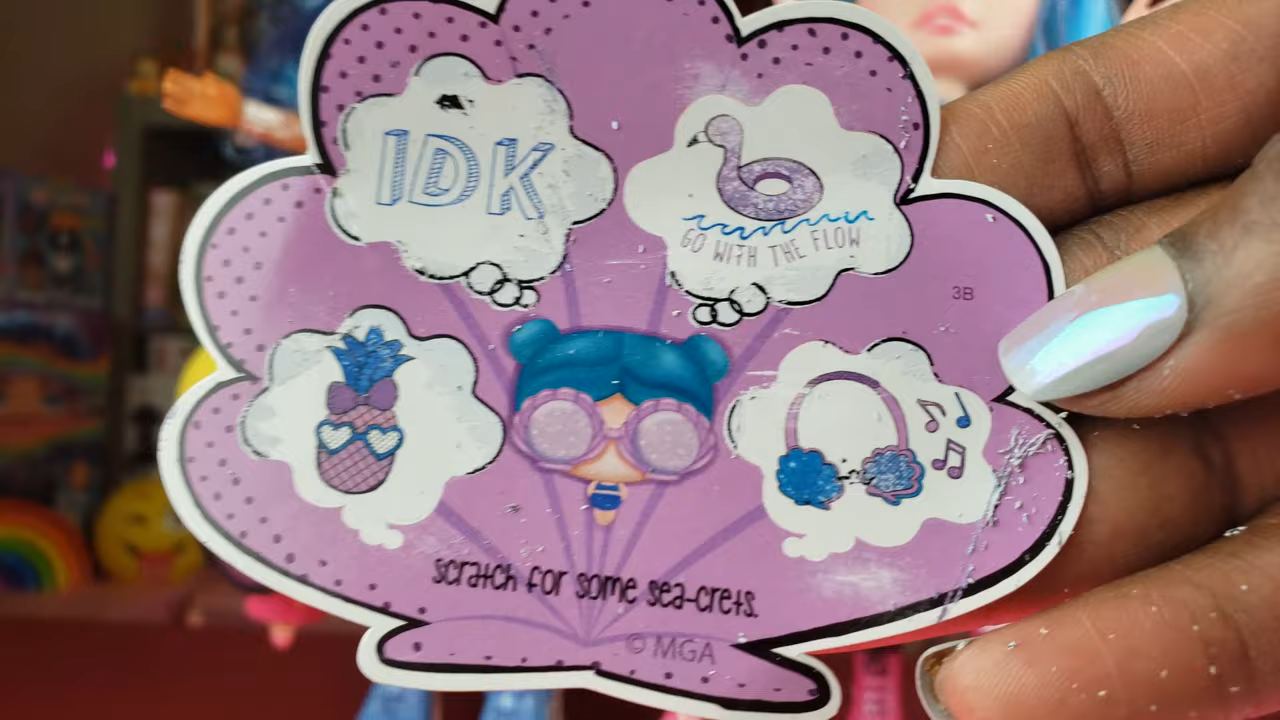 IDK
GO WITH THE FLOW
3B
scratch for some sea-crets.
© MGA